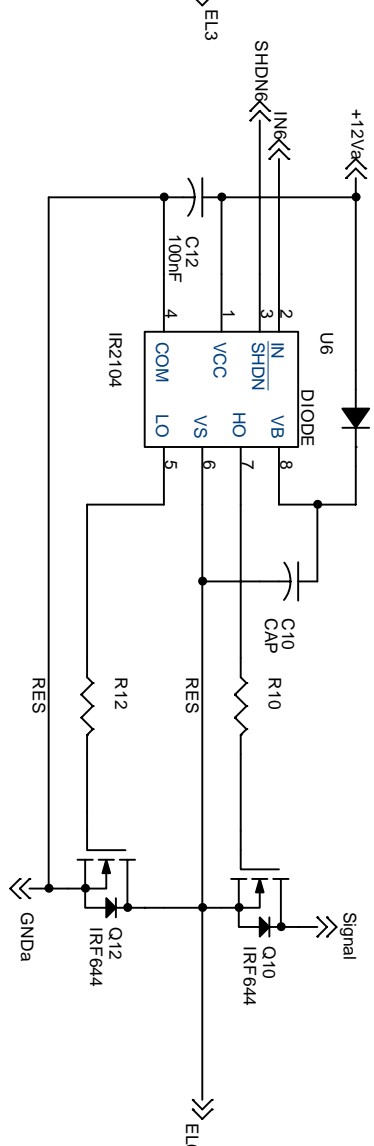 +12Va
Signal
U6
DIODE
IN6
2
IN
VB
8
C10
CAP
Q10
IRF644
SHDN6
3
SHDN
HO
7
R10
1
VCC
VS
6
RES
EL3
C12
100nF
4
COM
LO
5
IR2104
R12
Q12
IRF644
RES
GNDa